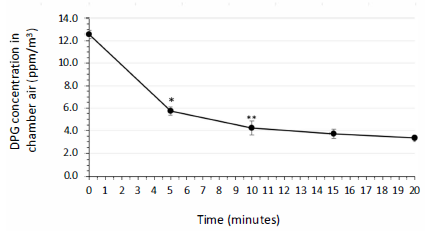 14.0
12.0
10.0
8.0
6.0
4.0
2.0
0.0
DPG concentration in
chamber air (ppm/m³)
*
**
0 1 2 3 4 5 6 7 8 9 10 11 12 13 14 15 16 17 18 19 20
Time (minutes)